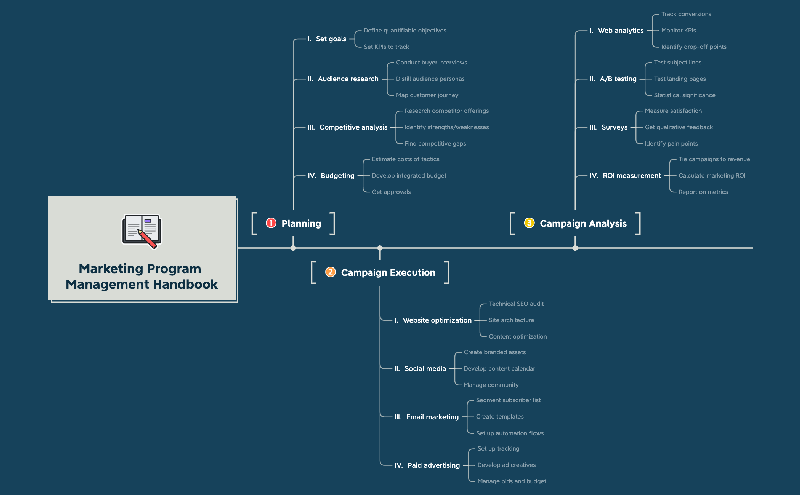 Marketing Program
Management Handbook
1 Planning
I. Set goals
Define quantifiable objectives
Set KPIs to track
II. Audience research
Conduct buyer interviews
Distill audience personas
Map customer journey
III. Competitive analysis
Research competitor offerings
Identify strengths/weaknesses
Find competitive gaps
IV. Budgeting
Estimate costs of tactics
Develop integrated budget
Get approvals
2 Campaign Execution
I. Website optimization
Technical SEO audit
Site architecture
Content optimization
II. Social media
Create branded assets
Develop content calendar
Manage community
III. Email marketing
Segment subscriber list
Create templates
Set up automation flows
IV. Paid advertising
Set up tracking
Develop ad creatives
Manage bids and budget
3 Campaign Analysis
I. Web analytics
Track conversions
Monitor KPIs
Identify drop-off points
II. A/B testing
Test subject lines
Test landing pages
Statistical significance
III. Surveys
Measure satisfaction
Get qualitative feedback
Identify pain points
IV. ROI measurement
Tie campaigns to revenue
Calculate marketing ROI
Report on metrics